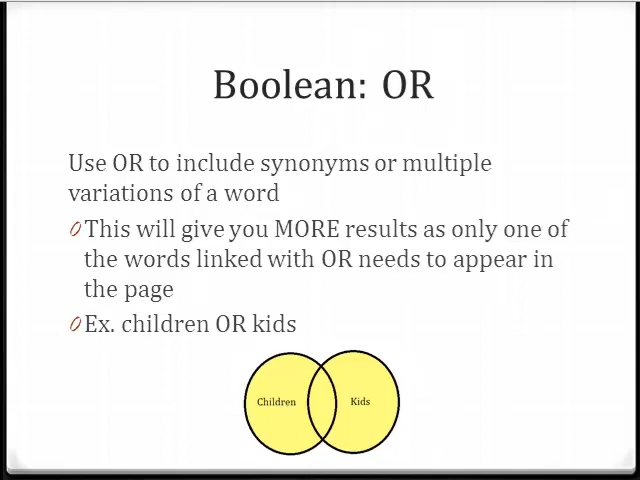 Boolean: OR
Use OR to include synonyms or multiple
variations of a word
This will give you MORE results as only one of
the words linked with OR needs to appear in
the page
Ex. children OR kids
Children Kids